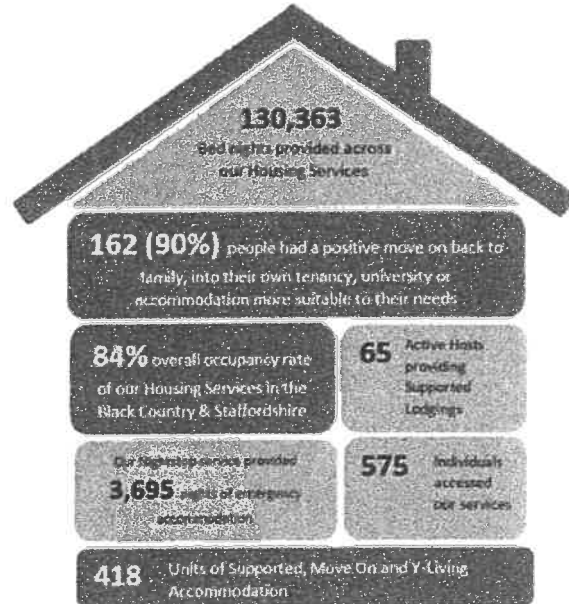 130,363
Bed nights provided across
our Housing Services
162 (90%) people had a positive move on back to
family, into their own tenancy, university or
accommodation more suitable to their needs
84% overall occupancy rate
of our Housing Services in the
Black Country & Staffordshire
65 Active Hosts
providing
Supported
Lodgings
Our provided
3,695 nights of emergency
accommodation
575 Individuals
accessed
our services
418 Units of Supported, Move On and Y-Living
Accommodation